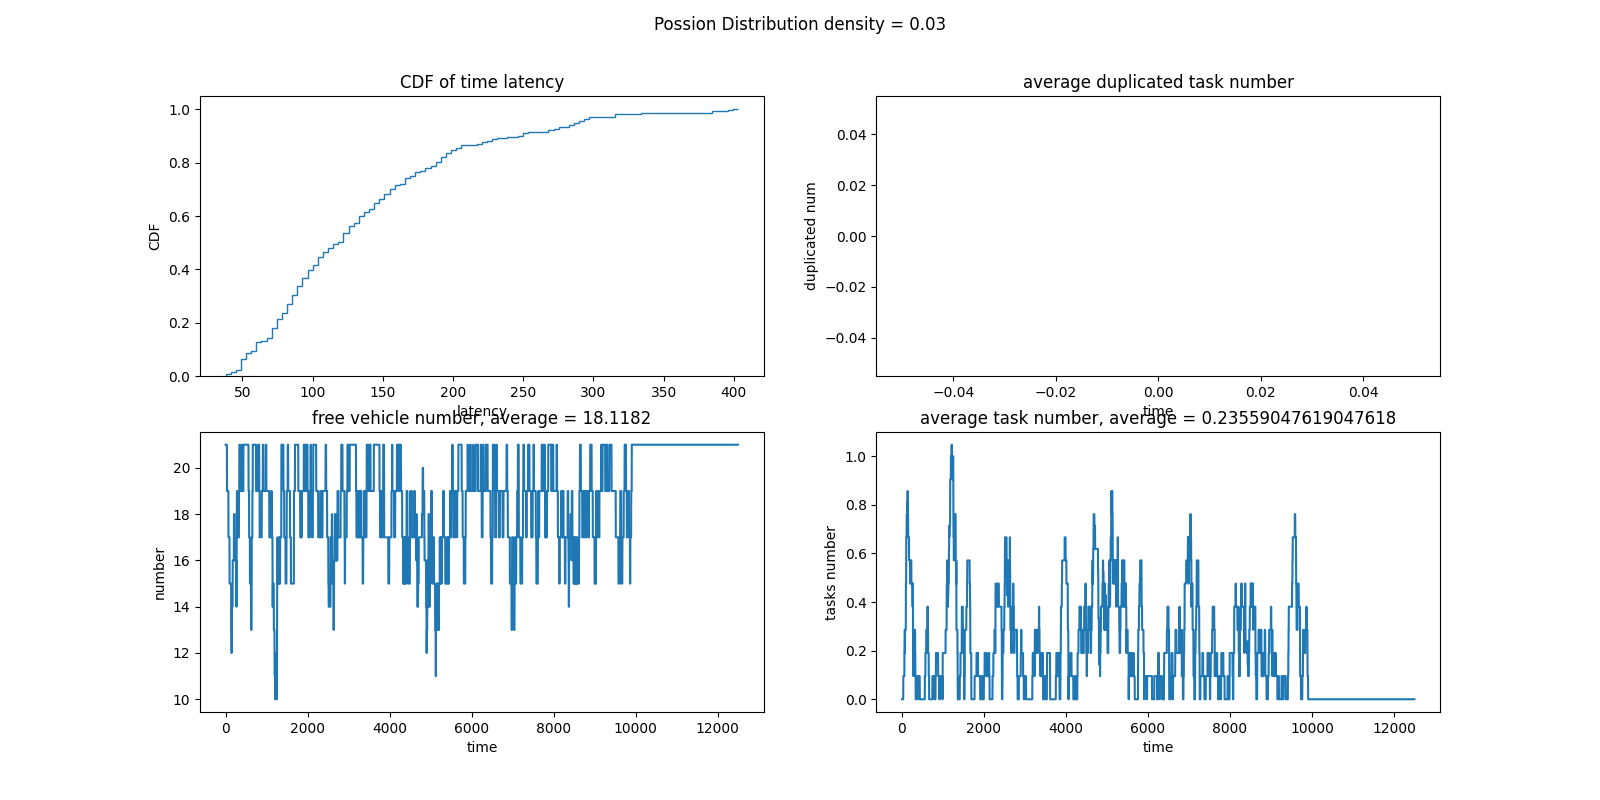 Possion Distribution density = 0.03
CDF of time latency
1.0
0.8
0.6
0.4
0.2
0.0
CDF
50 100 150 200 250 300 350 400
latency
average duplicated task number
0.04
0.02
0.00
−0.02
−0.04
duplicated num
−0.04 −0.02 0.00 0.02 0.04
time
free vehicle number, average = 18.1182
20
18
16
14
12
10
number
0 2000 4000 6000 8000 10000 12000
time
average task number, average = 0.23559047619047618
1.0
0.8
0.6
0.4
0.2
0.0
tasks number
0 2000 4000 6000 8000 10000 12000
time